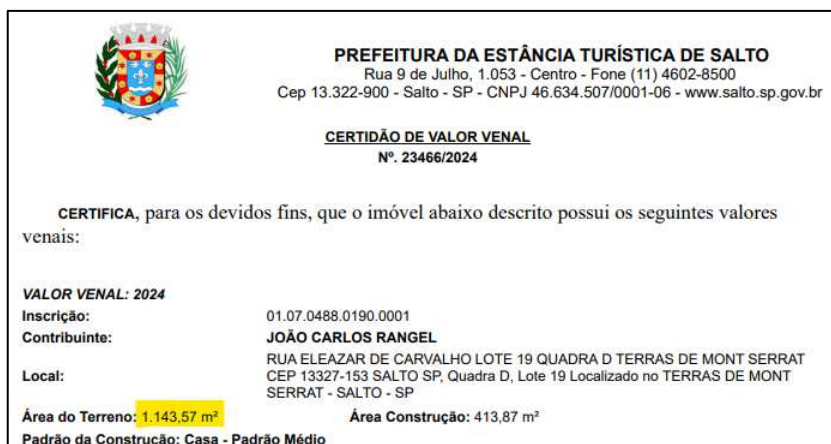 PREFEITURA DA ESTÂNCIA TURÍSTICA DE SALTO
Rua 9 de Julho, 1.053 - Centro - Fone (11) 4602-8500
Cep 13.322-900 - Salto - SP - CNPJ 46.634.507/0001-06 - www.salto.sp.gov.br
CERTIDÃO DE VALOR VENAL
Nº. 23466/2024
CERTIFICA, para os devidos fins, que o imóvel abaixo descrito possui os seguintes valores
venais:
VALOR VENAL: 2024
Inscrição: 01.07.0488.0190.0001
Contribuinte: JOÃO CARLOS RANGEL
RUA ELEAZAR DE CARVALHO LOTE 19 QUADRA D TERRAS DE MONT SERRAT
Local: CEP 13327-153 SALTO SP, Quadra D, Lote 19 Localizado no TERRAS DE MONT
SERRAT - SALTO - SP
Área do Terreno: 1.143,57 m² Área Construção: 413,87 m²
Padrão da Construção: Casa - Padrão Médio